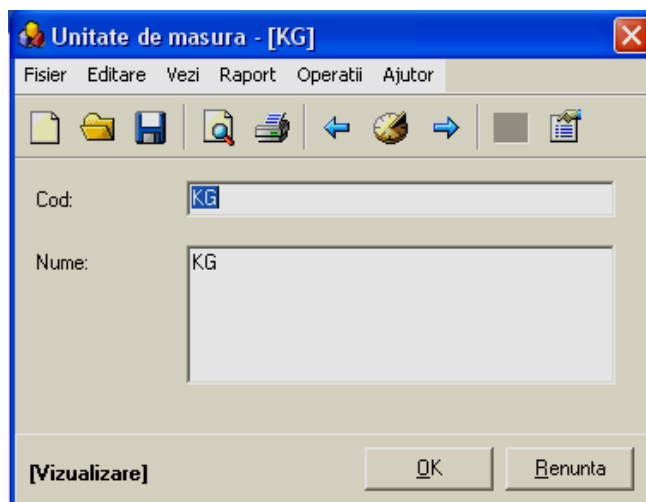 Unitate de masura - [KG]
Fisier Editare Vezi Raport Operatii Ajutor
Cod: KG
Nume: KG
[Vizualizare] OK Renunta